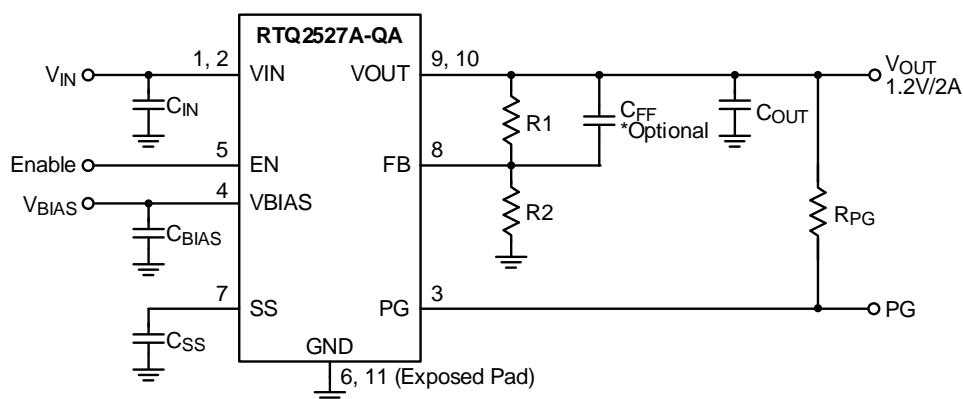 RTQ2527A-QA
1, 2
VIN
VIN
CIN
9, 10
VOUT
VOUT
1.2V/2A
R1
CFF
*Optional
COUT
Enable
5
EN
8
FB
VBIAS
4
VBIAS
CBIAS
R2
RPG
7
SS
CSS
3
PG
PG
GND
6, 11 (Exposed Pad)